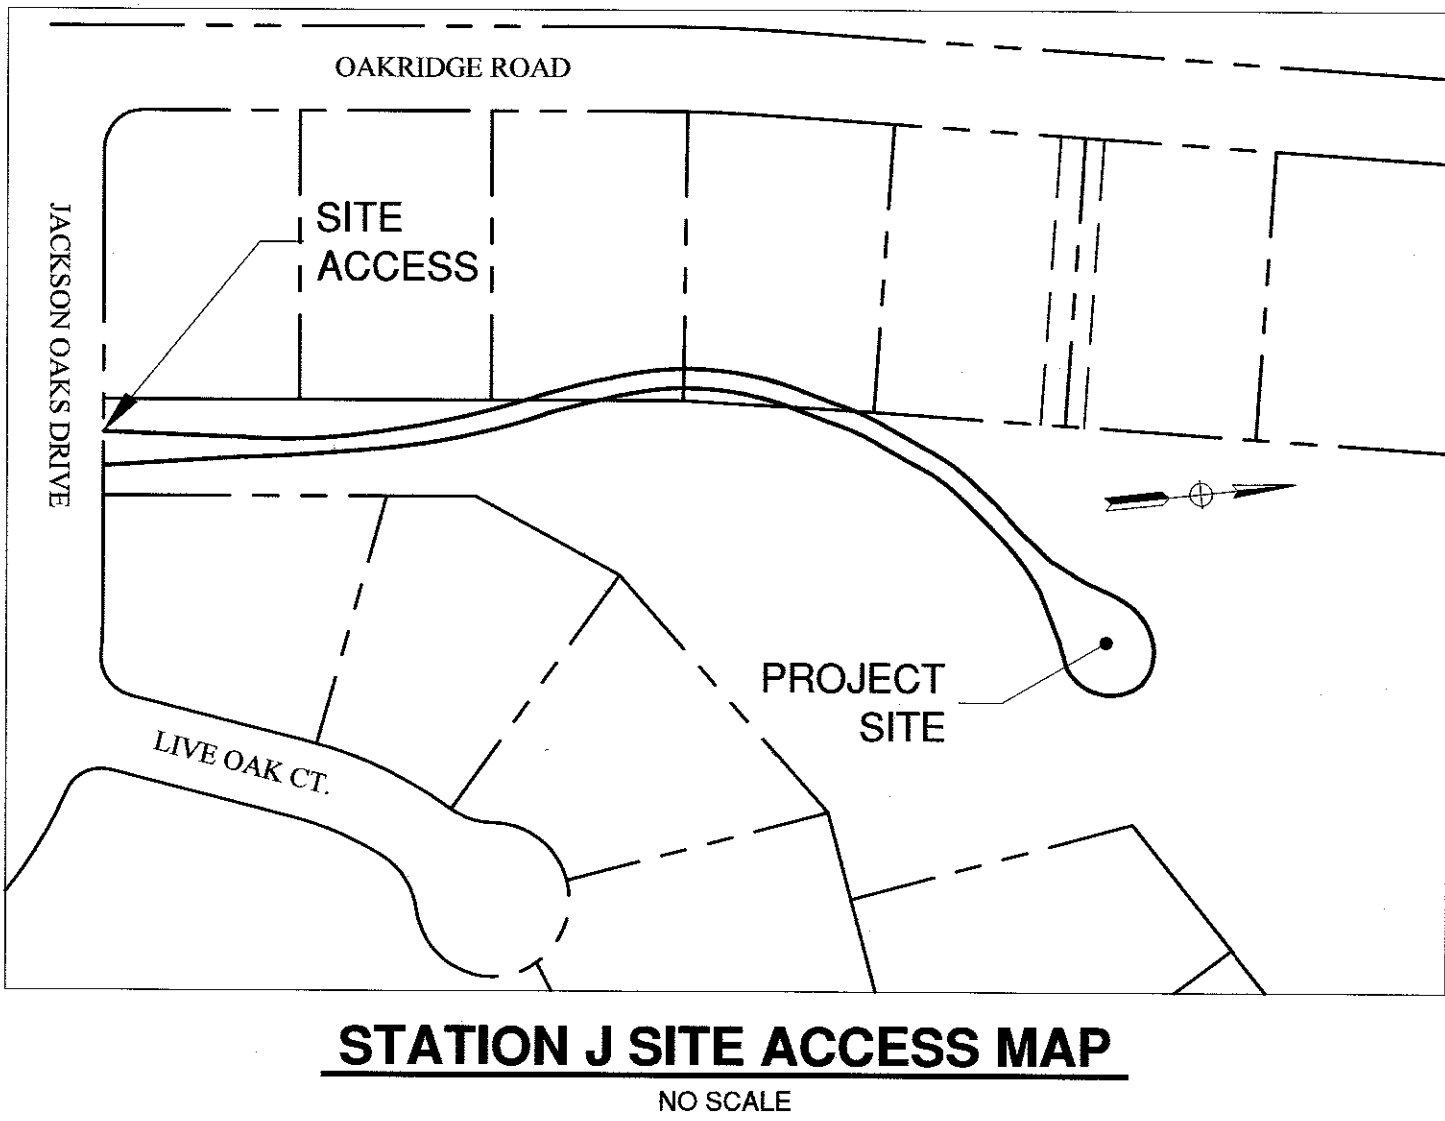 OAKRIDGE ROAD
SITE
ACCESS
JACKSON OAKS DRIVE
PROJECT
SITE
LIVE OAK CT.
STATION J SITE ACCESS MAP
NO SCALE